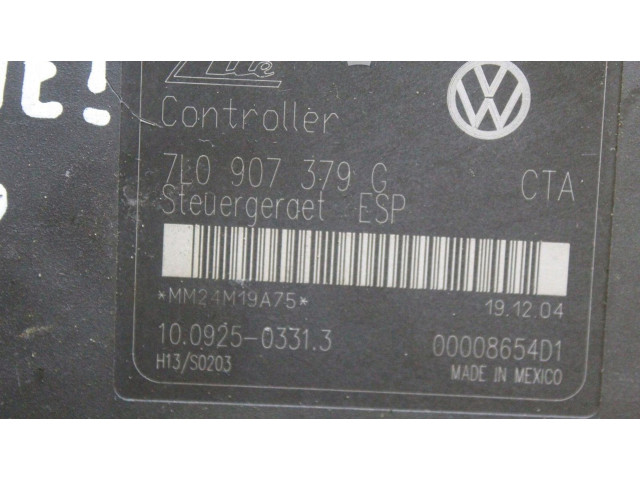 Ate
Controller
7L0 907 379 G CTA
Steuergeraet ESP
*MM24M19A75* 19.12.04
10.0925-0331.3 00008654D1
H13/S0203 MADE IN MEXICO